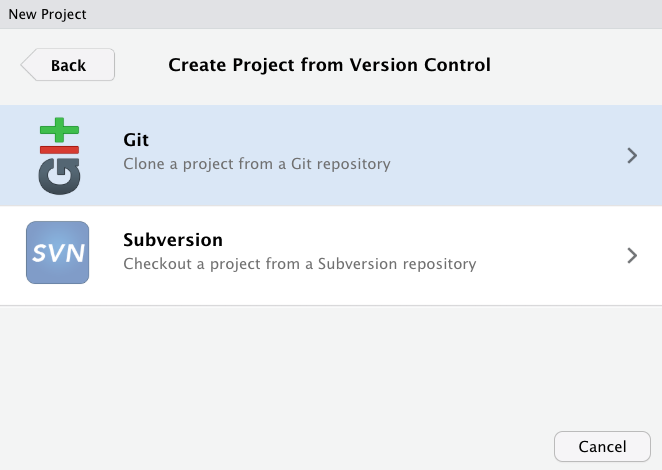 New Project
Back
Create Project from Version Control
Git
Git
Clone a project from a Git repository
SVN
Subversion
Checkout a project from a Subversion repository
Cancel